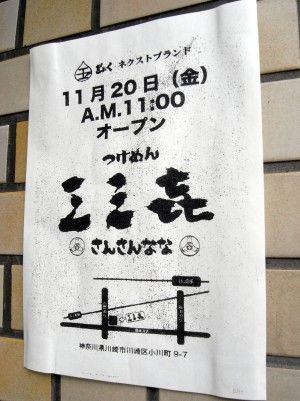 玉 ネクストブランド
11月20日（金）
A.M.11:00
オープン
つけめん
三三㐂
さんさんなな
神奈川県川崎市川崎区小川町 9-7